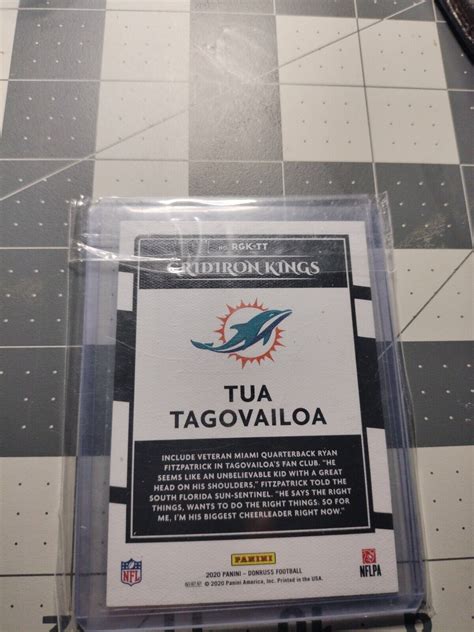 NO. RGK-TT
GRIDIRON KINGS
TUA
TAGOVAILOA
INCLUDE VETERAN MIAMI QUARTERBACK RYAN
FITZPATRICK IN TAGOVAILOA'S FAN CLUB. "HE
SEEMS LIKE AN UNBELIEVABLE KID WITH A GREAT
HEAD ON HIS SHOULDERS," FITZPATRICK TOLD THE
SOUTH FLORIDA SUN-SENTINEL. "HE SAYS THE RIGHT
THINGS, WANTS TO DO THE RIGHT THINGS. SO FOR
ME, I'M HIS BIGGEST CHEERLEADER RIGHT NOW."
NFL
PANINI
NFLPA
2020 PANINI – DONRUSS FOOTBALL
© 2020 Panini America, Inc. Printed in the USA.